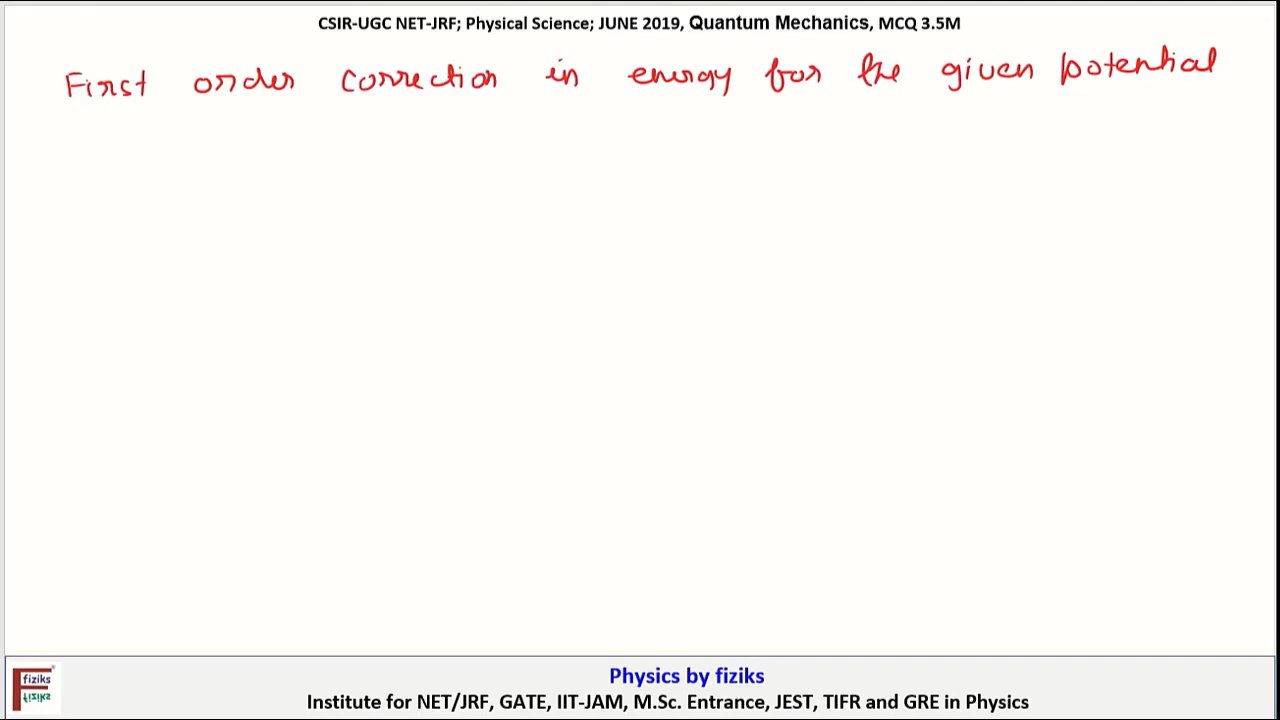 CSIR-UGC NET-JRF; Physical Science; JUNE 2019, Quantum Mechanics, MCQ 3.5M
First order correction in energy for the given potential
fiziks
Physics by fiziks
Institute for NET/JRF, GATE, IIT-JAM, M.Sc. Entrance, JEST, TIFR and GRE in Physics